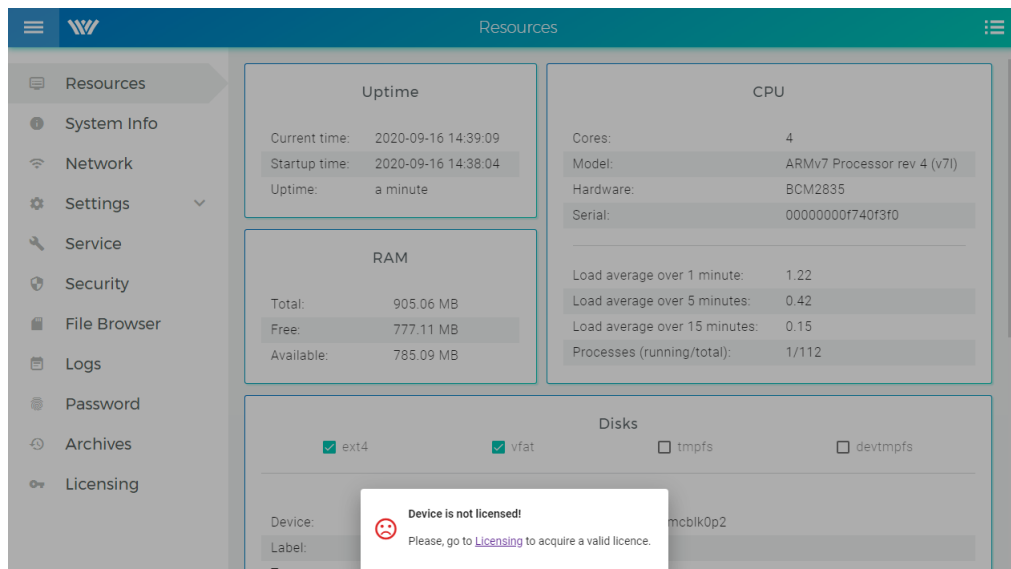 Resources
Resources
System Info
Network
Settings
Service
Security
File Browser
Logs
Password
Archives
Licensing
Uptime
Current time: 2020-09-16 14:39:09
Startup time: 2020-09-16 14:38:04
Uptime: a minute
RAM
Total: 905.06 MB
Free: 777.11 MB
Available: 785.09 MB
CPU
Cores: 4
Model: ARMv7 Processor rev 4 (v7l)
Hardware: BCM2835
Serial: 00000000f740f3f0
Load average over 1 minute: 1.22
Load average over 5 minutes: 0.42
Load average over 15 minutes: 0.15
Processes (running/total): 1/112
Disks
ext4 vfat tmpfs devtmpfs
Device: mcblk0p2
Label:
Device is not licensed!
Please, go to Licensing to acquire a valid licence.